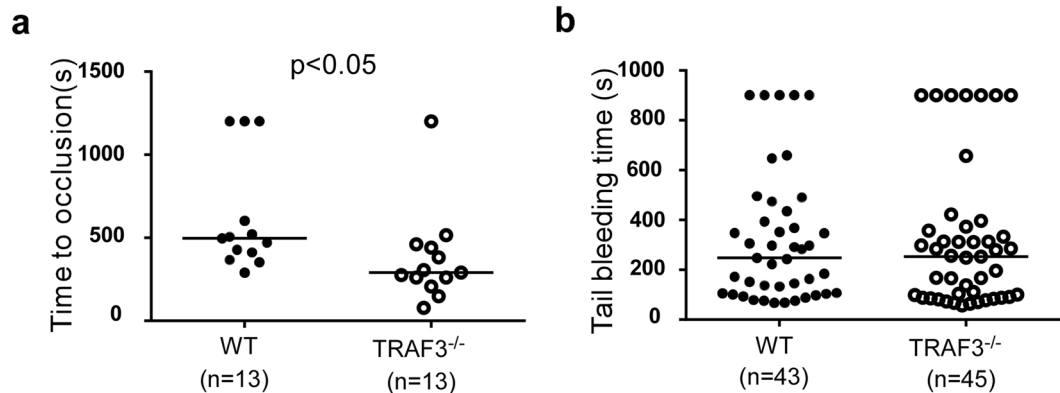 a
Time to occlusion(s)
p<0.05
1500
1000
500
0
WT
(n=13)
TRAF3-/-
(n=13)
b
Tail bleeding time (s)
1000
800
600
400
200
0
WT
(n=43)
TRAF3-/-
(n=45)